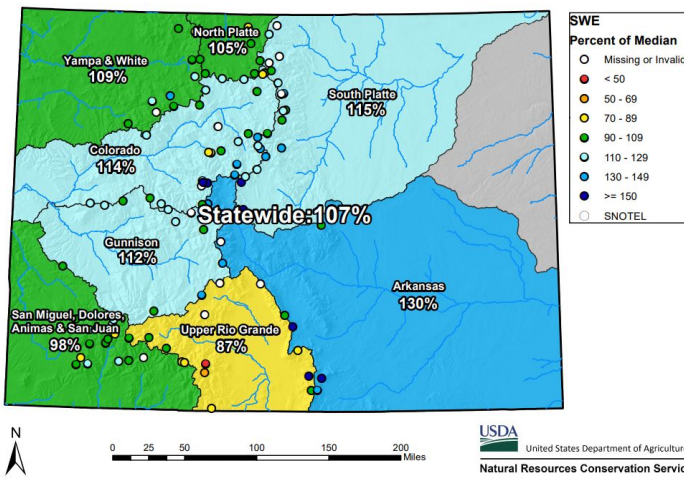 SWE
Percent of Median
Missing or Invalid
< 50
50 - 69
70 - 89
90 - 109
110 - 129
130 - 149
>= 150
SNOTEL
North Platte
105%
Yampa & White
109%
South Platte
115%
Colorado
114%
Statewide:107%
Gunnison
112%
Arkansas
130%
San Miguel, Dolores,
Animas & San Juan
98%
Upper Rio Grande
87%
N
0 25 50 100 150 200
Miles
USDA
United States Department of Agriculture
Natural Resources Conservation Servic